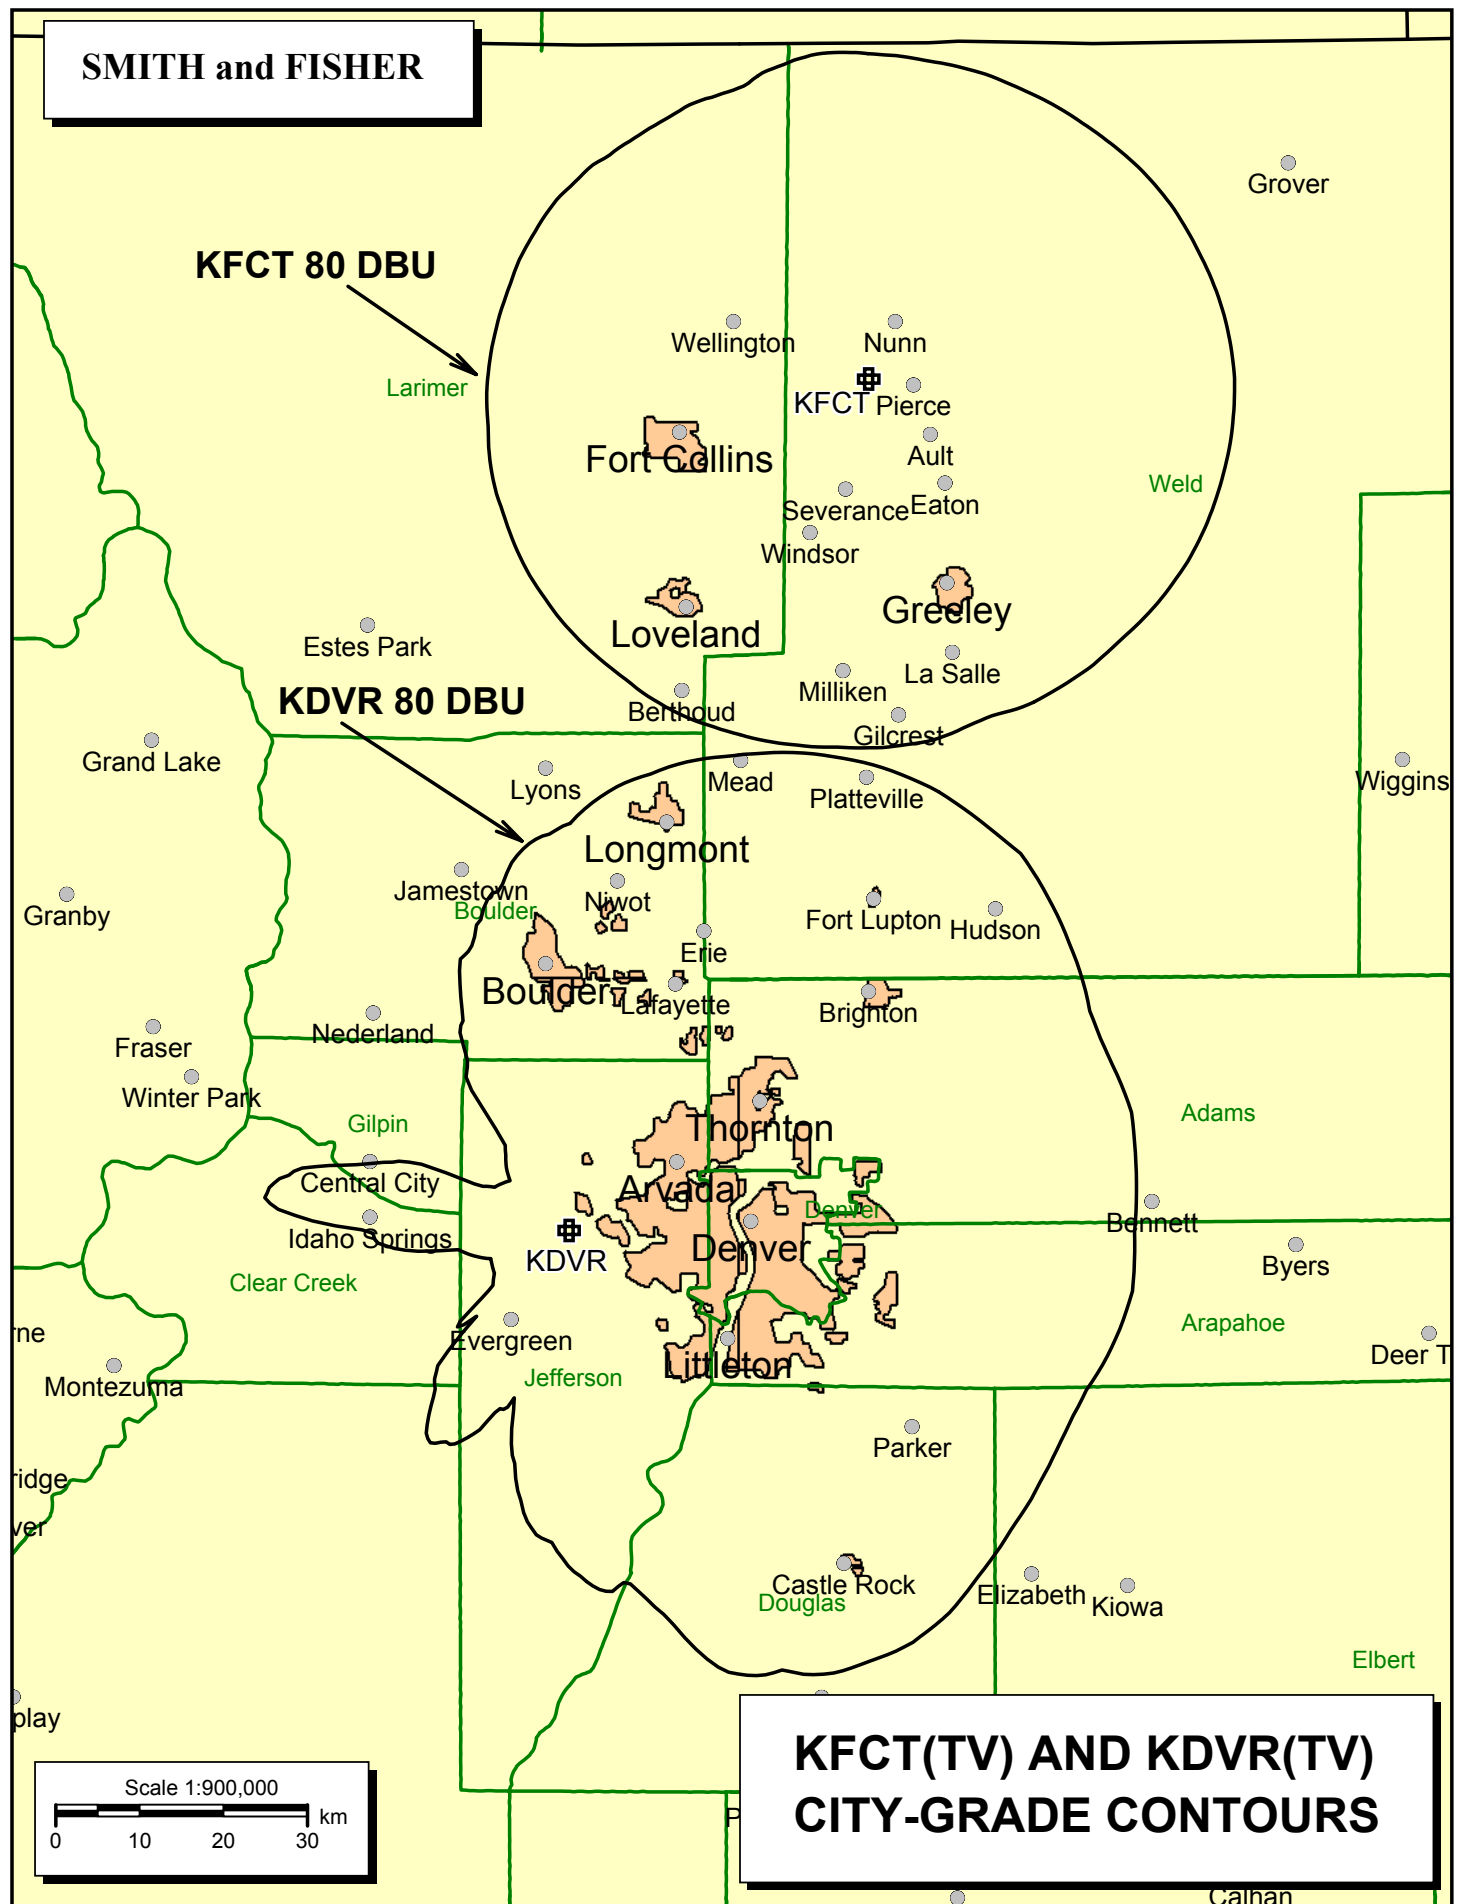 SMITH and FISHER
Grover
KFCT 80 DBU
Wellington
Nunn
Larimer
KFCT
Pierce
Fort Collins
Ault
Weld
Severance
Eaton
Windsor
Greeley
Loveland
Estes Park
La Salle
Milliken
KDVR 80 DBU
Berthoud
Gilcrest
Grand Lake
Lyons
Mead
Platteville
Wiggins
Longmont
Jamestown
Niwot
Boulder
Granby
Fort Lupton
Hudson
Erie
Boulder
Lafayette
Brighton
Nederland
Fraser
Winter Park
Gilpin
Adams
Thornton
Central City
Arvada
Denver
Bennett
Idaho Springs
KDVR
Denver
Byers
Clear Creek
Arapahoe
rne
Evergreen
Deer T
Littleton
Jefferson
Montezuma
Parker
ridge
ver
Castle Rock
Elizabeth
Kiowa
Douglas
Elbert
play
KFCT(TV) AND KDVR(TV)
CITY-GRADE CONTOURS
Scale 1:900,000
km
0 10 20 30
P
Calhan